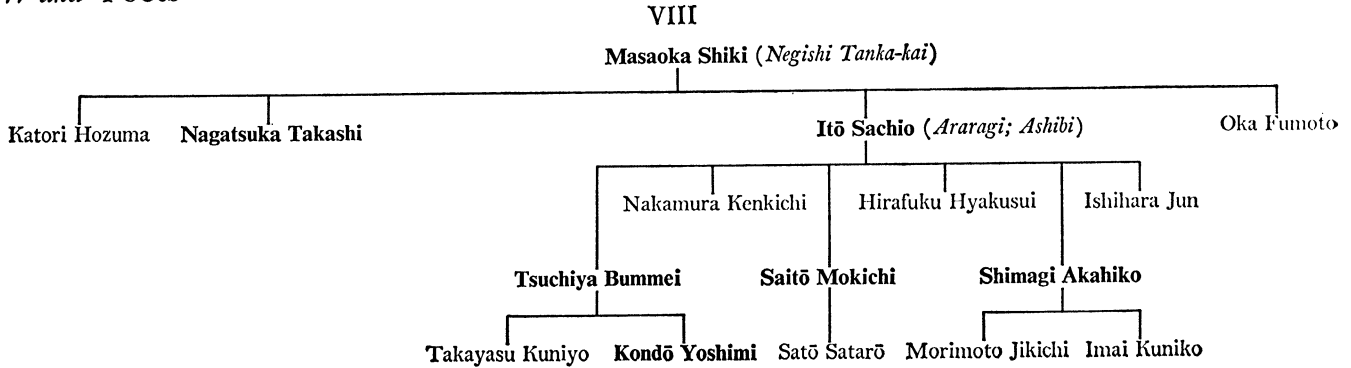 VIII
Masaoka Shiki (Negishi Tanka-kai)
Katori Hozuma Nagatsuka Takashi Itō Sachio (Araragi; Ashibi) Oka Fumoto
Nakamura Kenkichi Hirafuku Hyakusui Ishihara Jun
Tsuchiya Bummei Saitō Mokichi Shimagi Akahiko
Takayasu Kuniyo Kondō Yoshimi Satō Satarō Morimoto Jikichi Imai Kuniko